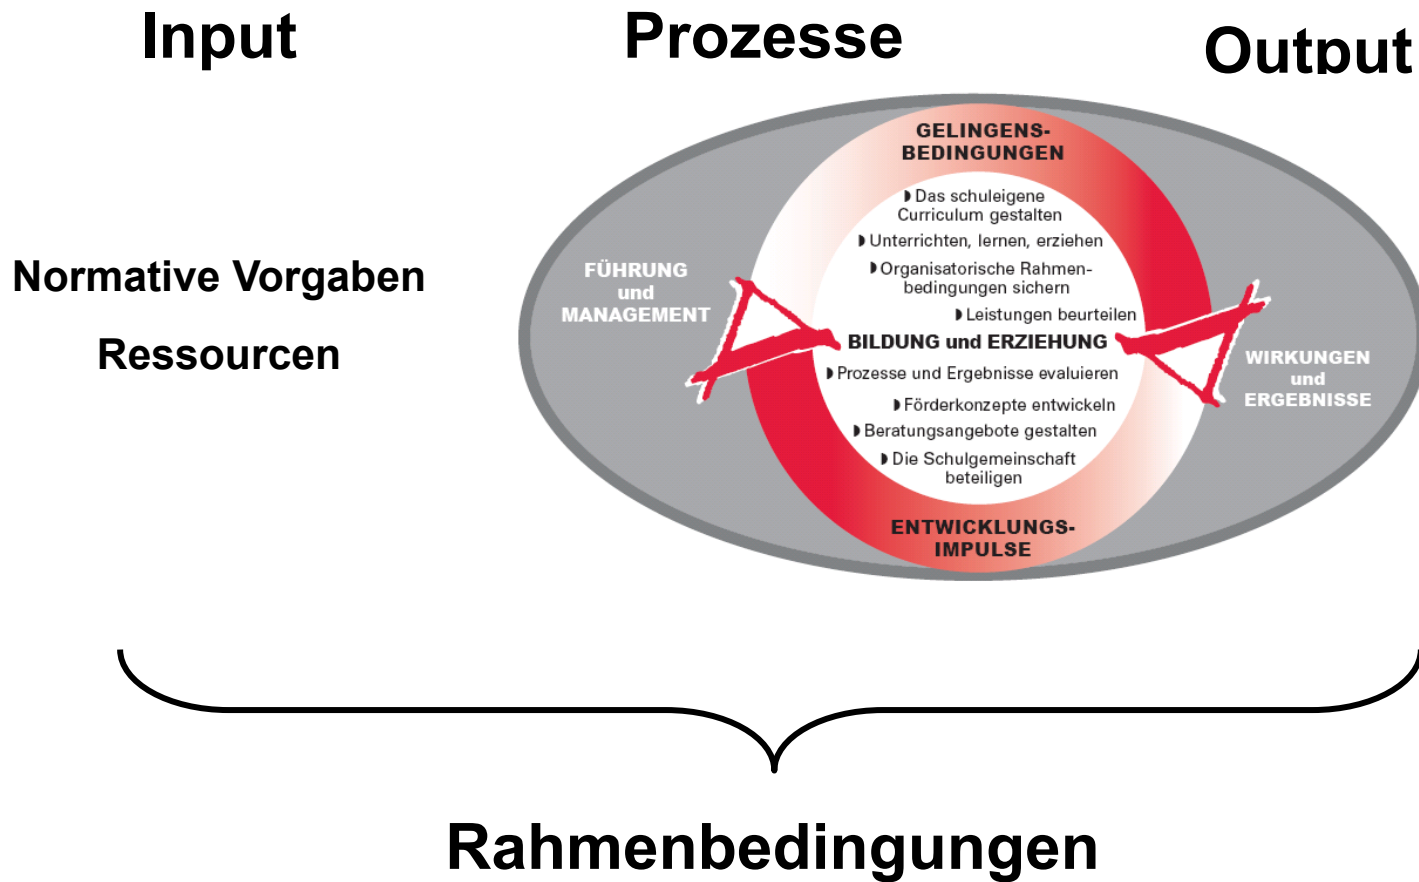 Input
Prozesse
Output
Normative Vorgaben
Ressourcen
FÜHRUNG
und
MANAGEMENT
GELINGENS-
BEDINGUNGEN
Das schuleigene
Curriculum gestalten
Unterrichten, lernen, erziehen
Organisatorische Rahmen-
bedingungen sichern
Leistungen beurteilen
BILDUNG und ERZIEHUNG
Prozesse und Ergebnisse evaluieren
Förderkonzepte entwickeln
Beratungsangebote gestalten
Die Schulgemeinschaft
beteiligen
ENTWICKLUNGS-
IMPULSE
WIRKUNGEN
und
ERGEBNISSE
Rahmenbedingungen